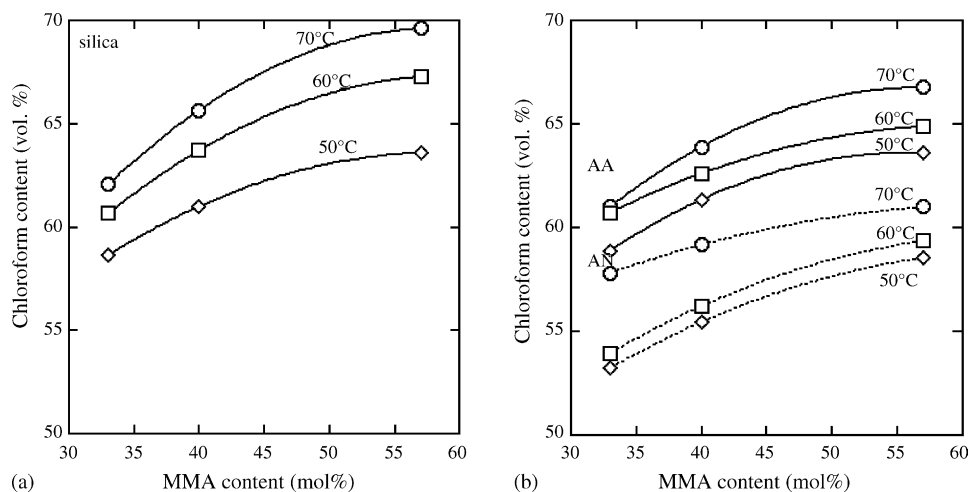 70
65
60
55
50
Chloroform content (vol. %)
silica
70°C
60°C
50°C
30
35
40
45
50
55
60
(a)
MMA content (mol%)
70
65
60
55
50
Chloroform content (vol. %)
70°C
60°C
50°C
AA
70°C
60°C
AN
50°C
30
35
40
45
50
55
60
(b)
MMA content (mol%)